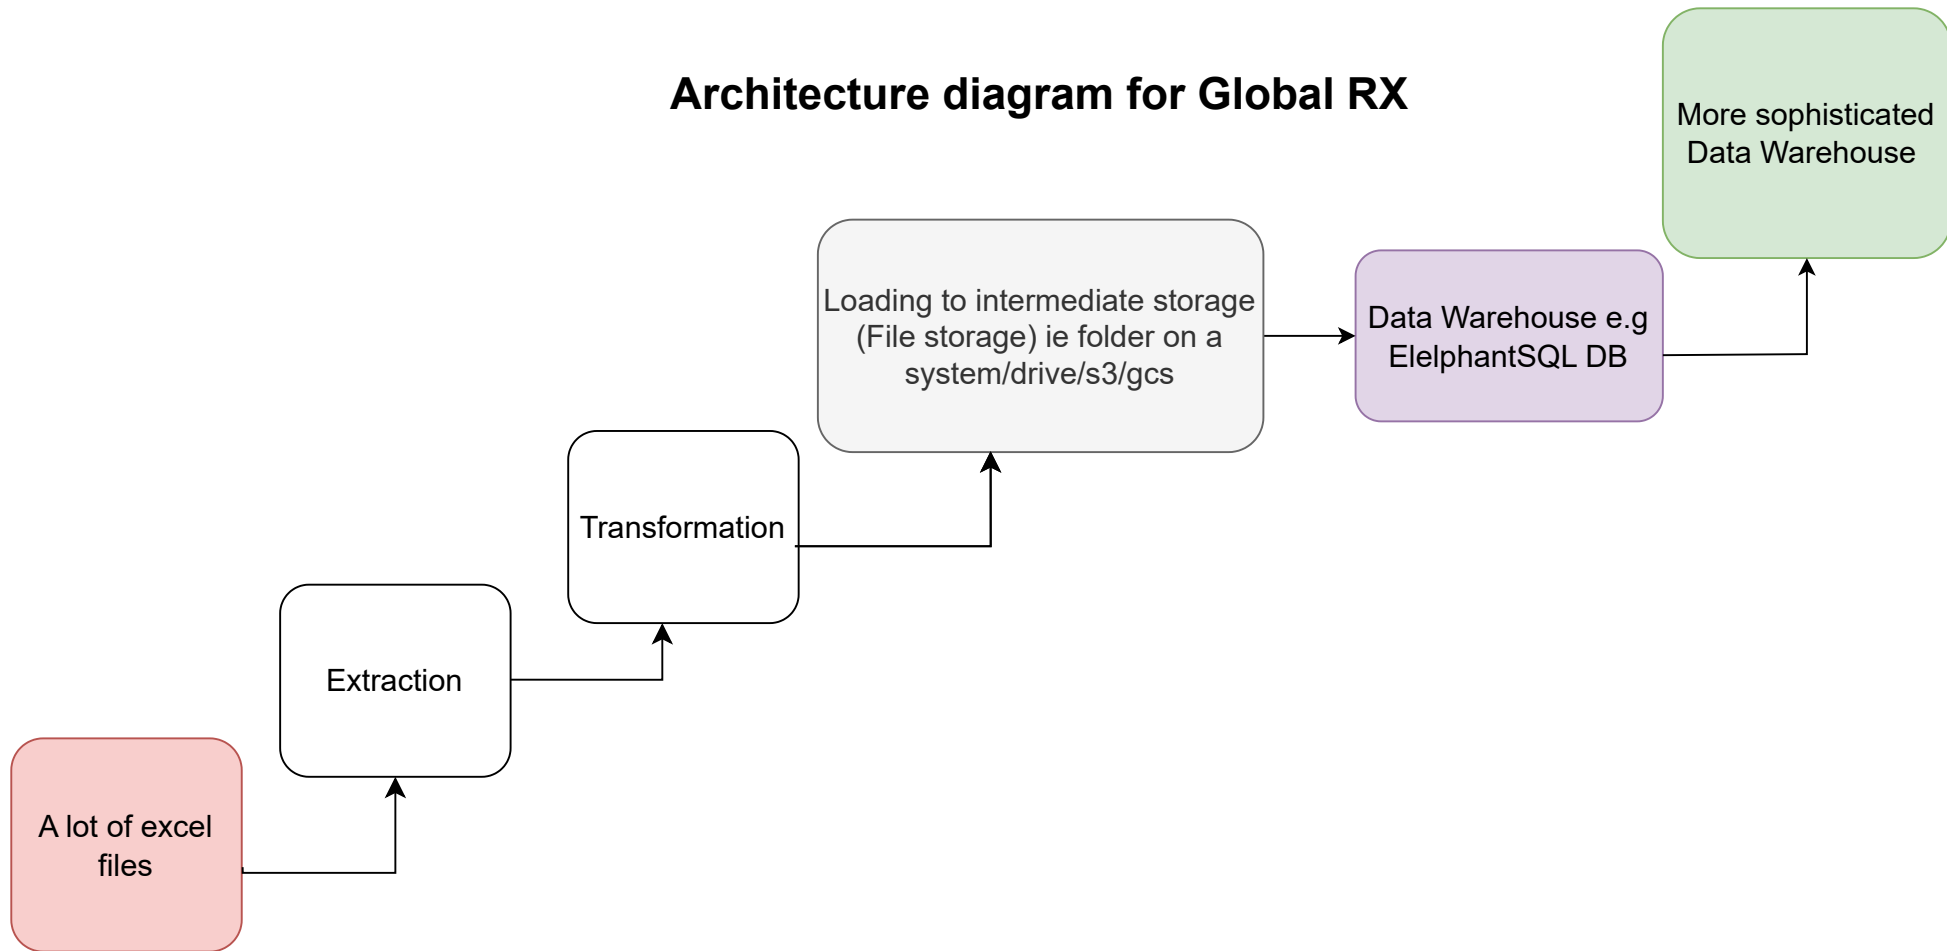 Architecture diagram for Global RX
More sophisticated
Data Warehouse
Loading to intermediate storage
(File storage) ie folder on a
system/drive/s3/gcs
Data Warehouse e.g
ElelphantSQL DB
Transformation
Extraction
A lot of excel
files